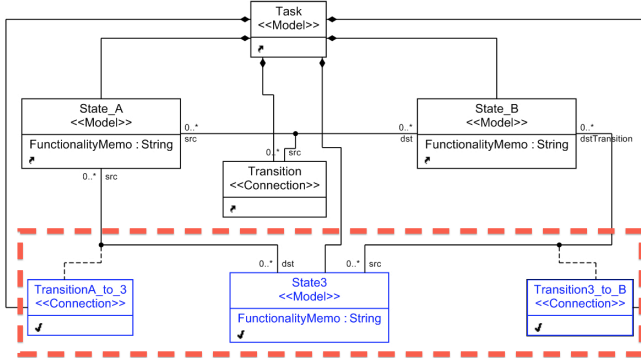 Task
<<Model>>
State_A
<<Model>>
FunctionalityMemo : String
State_B
<<Model>>
FunctionalityMemo : String
0..*
src
0..*
dst
0..*
dstTransition
0..*
src
Transition
<<Connection>>
0..* src
0..* dst
0..* src
TransitionA_to_3
<<Connection>>
State3
<<Model>>
FunctionalityMemo : String
Transition3_to_B
<<Connection>>